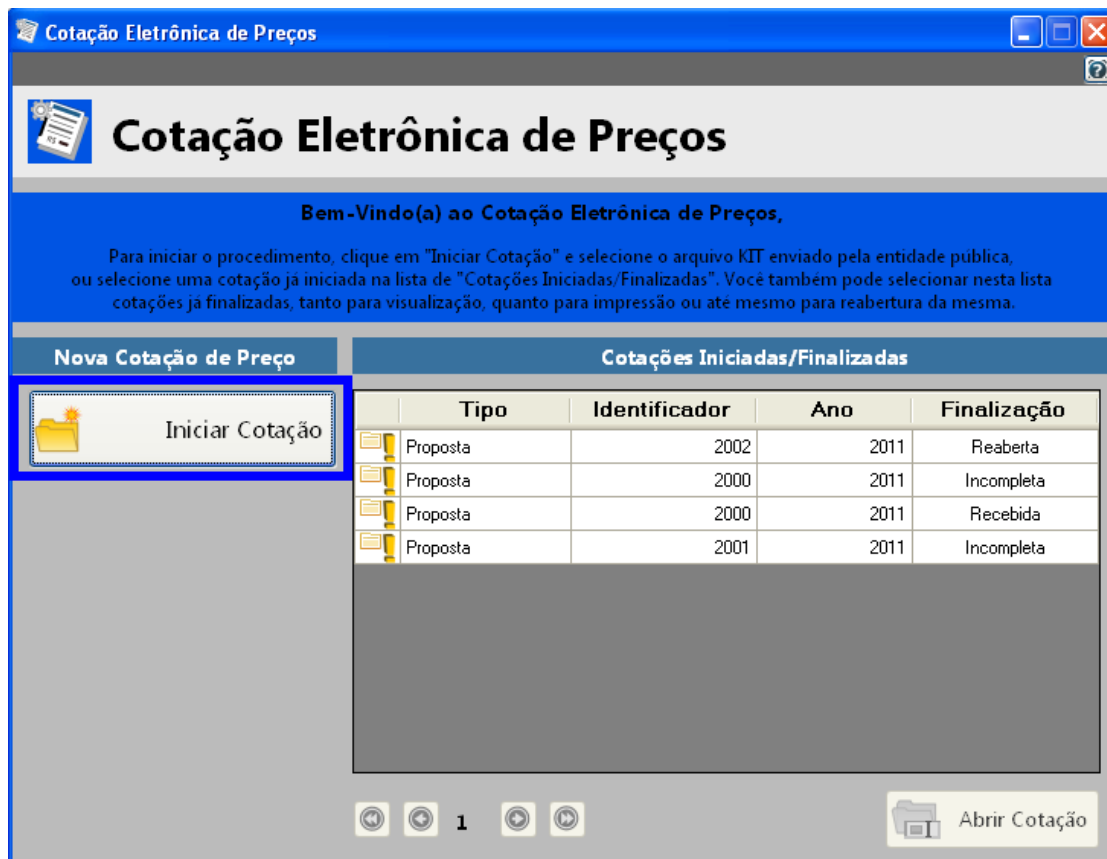 Cotação Eletrônica de Preços
Cotação Eletrônica de Preços
Bem-Vindo(a) ao Cotação Eletrônica de Preços,
Para iniciar o procedimento, clique em "Iniciar Cotação" e selecione o arquivo KIT enviado pela entidade pública,
ou selecione uma cotação já iniciada na lista de "Cotações Iniciadas/Finalizadas". Você também pode selecionar nesta lista
cotações já finalizadas, tanto para visualização, quanto para impressão ou até mesmo para reabertura da mesma.
Nova Cotação de Preço
Iniciar Cotação
Cotações Iniciadas/Finalizadas
Tipo Identificador Ano Finalização
Proposta 2002 2011 Reaberta
Proposta 2000 2011 Incompleta
Proposta 2000 2011 Recebida
Proposta 2001 2011 Incompleta
1
Abrir Cotação